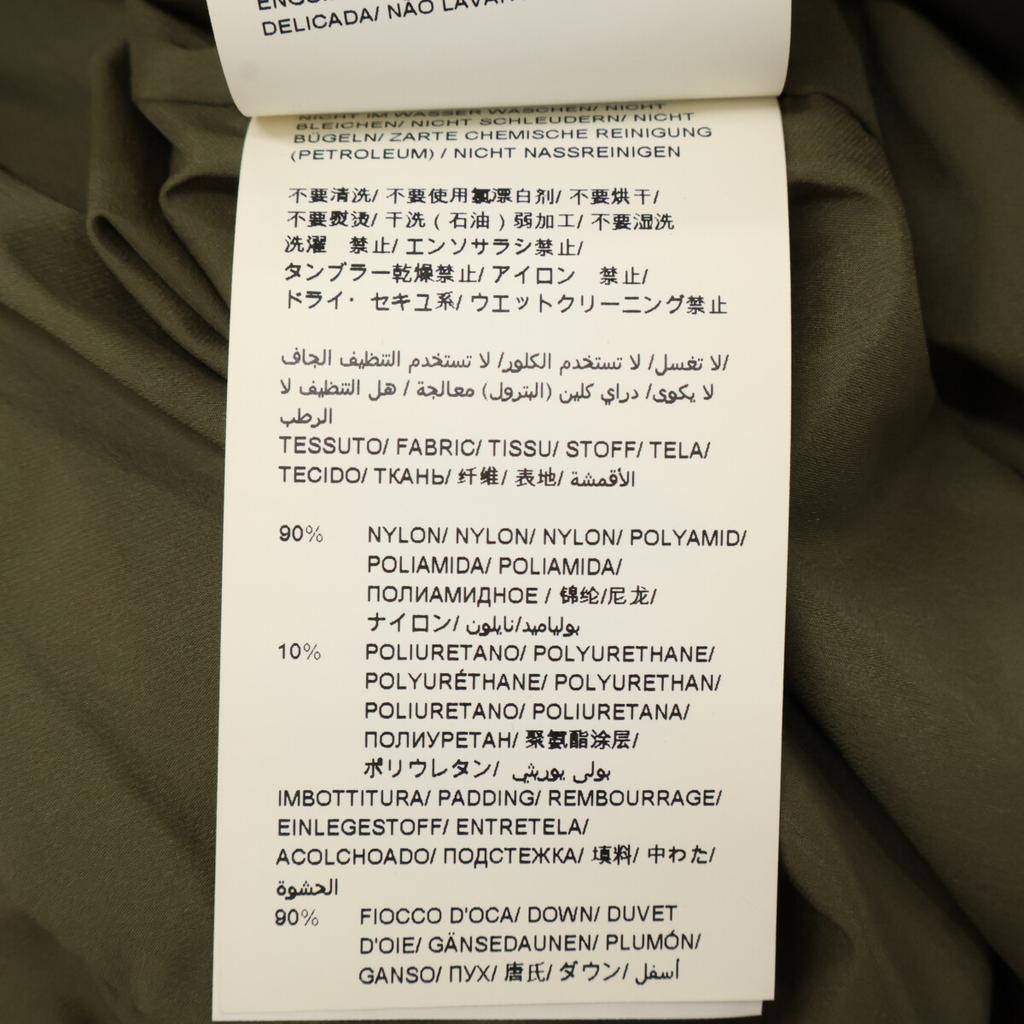 DELICADA/ NÃO LAVAR
NICHT IM WASSER WASCHEN/ NICHT
BLEICHEN/ NICHT SCHLEUDERN/ NICHT
BÜGELN/ ZARTE CHEMISCHE REINIGUNG
(PETROLEUM) / NICHT NASSREINIGEN
不要清洗/ 不要使用氯漂白剂/ 不要烘干/
不要熨烫/ 干洗 ( 石油 ) 弱加工/ 不要湿洗
洗濯 禁止/ エンソサラシ禁止/
タンブラー乾燥禁止/ アイロン 禁止/
ドライ· セキユ系/ ウエットクリーニング禁止
لا تغسل/ لا تستخدم الكلور/ لا تستخدم التنظيف الجاف/
لا يكوى/ دراي كلين (البترول) معالجة / هل التنظيف لا
الرطب
TESSUTO/ FABRIC/ TISSU/ STOFF/ TELA/
TECIDO/ ТКАНЬ/ 纤维/ 表地/ الأقمشة
90% NYLON/ NYLON/ NYLON/ POLYAMID/
POLIAMIDA/ POLIAMIDA/
ПОЛИАМИДНОЕ / 锦纶/尼龙/
ナイロン/ بولياميد/نايلون
10% POLIURETANO/ POLYURETHANE/
POLYURÉTHANE/ POLYURETHAN/
POLIURETANO/ POLIURETANA/
ПОЛИУРЕТАН/ 聚氨酯涂层/
ポリウレタン/ بولي يوريثي
IMBOTTITURA/ PADDING/ REMBOURRAGE/
EINLEGESTOFF/ ENTRETELA/
ACOLCHOADO/ ПОДСТЕЖКА/ 填料/ 中わた/
الحشوة
90% FIOCCO D'OCA/ DOWN/ DUVET
D'OIE/ GÄNSEDAUNEN/ PLUMÓN/
GANSO/ ПУХ/ 唐氏/ ダウン/ أسفل